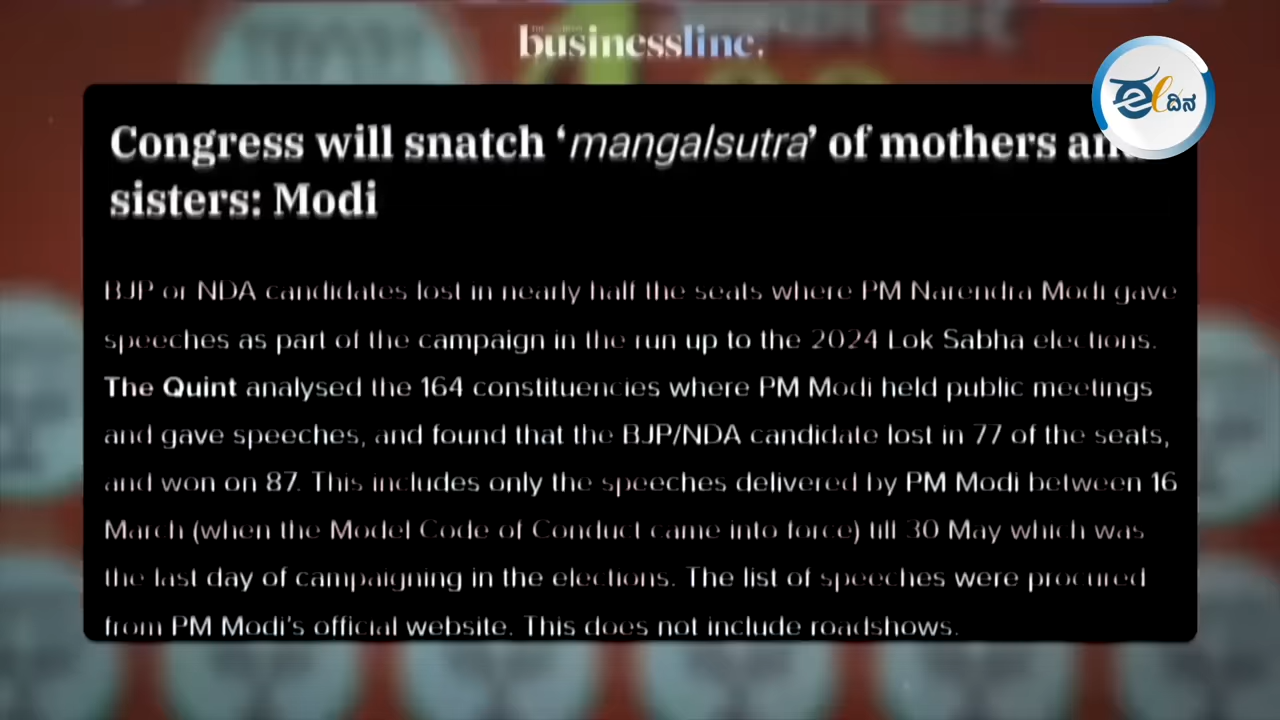 businessline.
eದಿನ
Congress will snatch ‘mangalsutra’ of mothers and
sisters: Modi
BJP or NDA candidates lost in nearly half the seats where PM Narendra Modi gave
speeches as part of the campaign in the run up to the 2024 Lok Sabha elections.
The Quint analysed the 164 constituencies where PM Modi held public meetings
and gave speeches, and found that the BJP/NDA candidate lost in 77 of the seats,
and won on 87. This includes only the speeches delivered by PM Modi between 16
March (when the Model Code of Conduct came into force) till 30 May which was
the last day of campaigning in the elections. The list of speeches were procured
from PM Modi’s official website. This does not include roadshows.